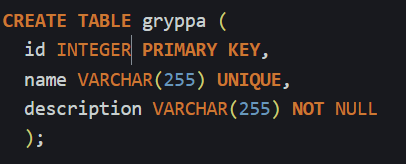 CREATE TABLE gryppa (
id INTEGER PRIMARY KEY,
name VARCHAR(255) UNIQUE,
description VARCHAR(255) NOT NULL
);